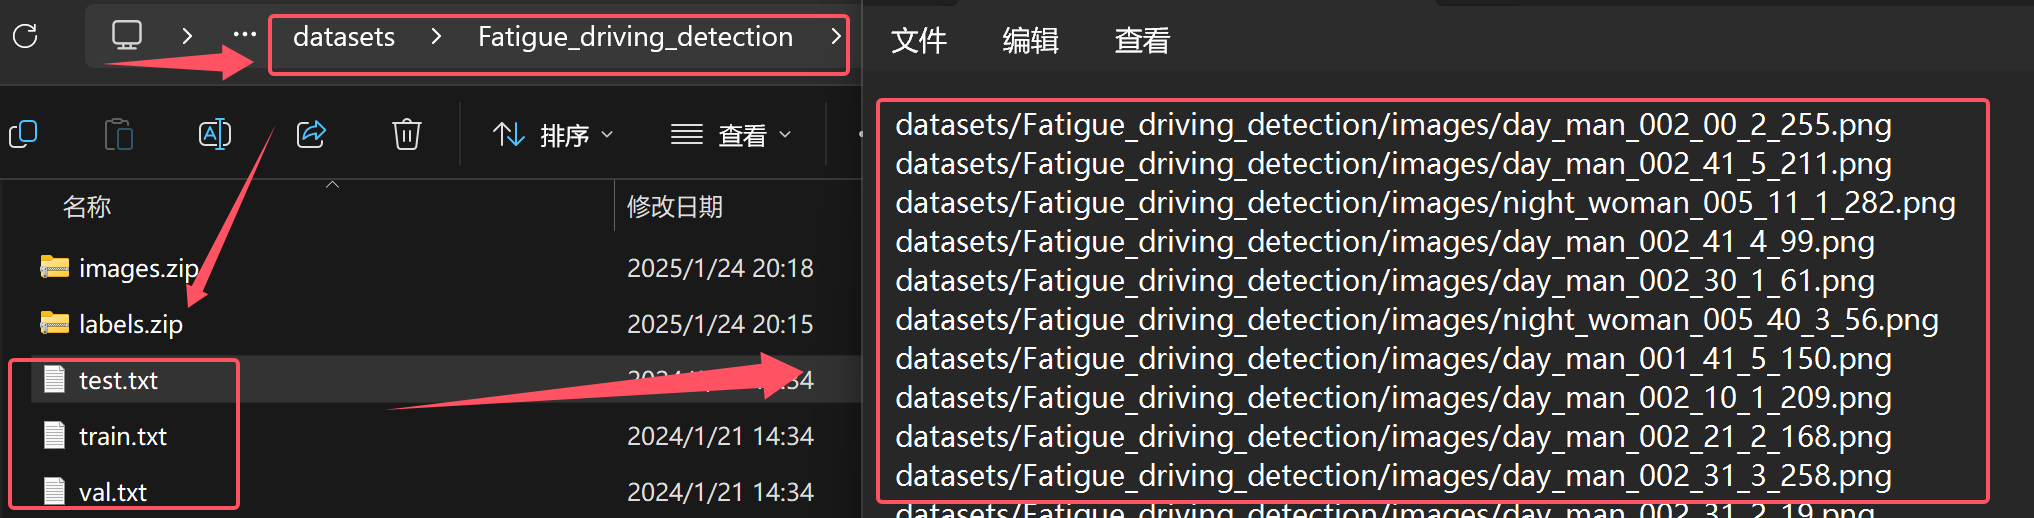 datasets > Fatigue_driving_detection >
排序
查看
名称
修改日期
images.zip 2025/1/24 20:18
labels.zip 2025/1/24 20:15
test.txt
train.txt 2024/1/21 14:34
val.txt 2024/1/21 14:34
文件 编辑 查看
datasets/Fatigue_driving_detection/images/day_man_002_00_2_255.png
datasets/Fatigue_driving_detection/images/day_man_002_41_5_211.png
datasets/Fatigue_driving_detection/images/night_woman_005_11_1_282.png
datasets/Fatigue_driving_detection/images/day_man_002_41_4_99.png
datasets/Fatigue_driving_detection/images/day_man_002_30_1_61.png
datasets/Fatigue_driving_detection/images/night_woman_005_40_3_56.png
datasets/Fatigue_driving_detection/images/day_man_001_41_5_150.png
datasets/Fatigue_driving_detection/images/day_man_002_10_1_209.png
datasets/Fatigue_driving_detection/images/day_man_002_21_2_168.png
datasets/Fatigue_driving_detection/images/day_man_002_31_3_258.png
datasets/Fatigue_driving_detection/images/day_man_002_31_2_19.png